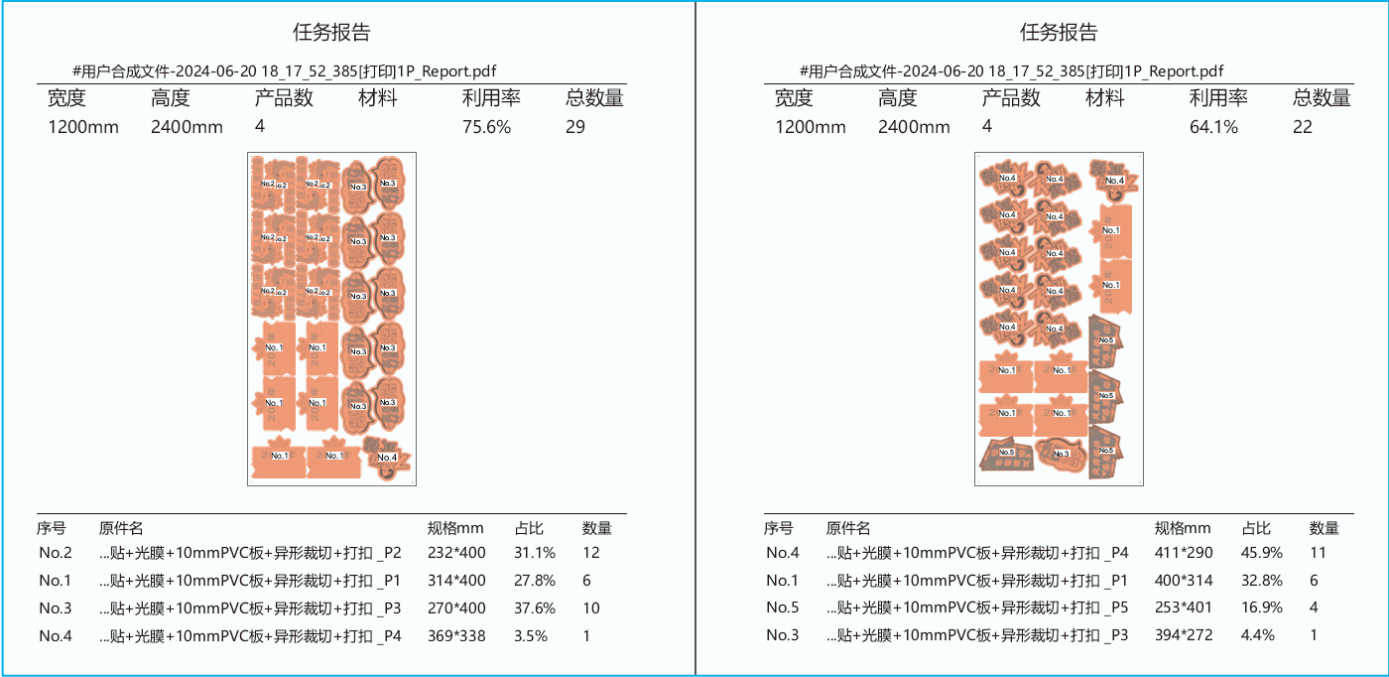 任务报告
#用户合成文件-2024-06-20 18_17_52_385[打印]1P_Report.pdf
宽度 高度 产品数 材料 利用率 总数量
1200mm 2400mm 4 75.6% 29
No.2 No.2 No.2 No.2 No.3 No.3
No.2 No.2 No.2 No.2 No.3 No.3
No.2 No.2 No.2 No.2 No.3 No.3
No.1 No.1 No.3 No.3
No.1 No.1 No.3 No.3
No.1 No.1 No.4
序号 原件名 规格mm 占比 数量
No.2 ...贴+光膜+10mmPVC板+异形裁切+打扣 _P2 232*400 31.1% 12
No.1 ...贴+光膜+10mmPVC板+异形裁切+打扣 _P1 314*400 27.8% 6
No.3 ...贴+光膜+10mmPVC板+异形裁切+打扣 _P3 270*400 37.6% 10
No.4 ...贴+光膜+10mmPVC板+异形裁切+打扣 _P4 369*338 3.5% 1
任务报告
#用户合成文件-2024-06-20 18_17_52_385[打印]1P_Report.pdf
宽度 高度 产品数 材料 利用率 总数量
1200mm 2400mm 4 64.1% 22
No.4 No.4 No.4
No.4 No.4 No.1
No.4 No.4
No.4 No.4 No.1
No.4 No.4 No.5
No.1 No.1
No.5
No.1 No.1
No.5 No.3 No.5
序号 原件名 规格mm 占比 数量
No.4 ...贴+光膜+10mmPVC板+异形裁切+打扣 _P4 411*290 45.9% 11
No.1 ...贴+光膜+10mmPVC板+异形裁切+打扣 _P1 400*314 32.8% 6
No.5 ...贴+光膜+10mmPVC板+异形裁切+打扣 _P5 253*401 16.9% 4
No.3 ...贴+光膜+10mmPVC板+异形裁切+打扣 _P3 394*272 4.4% 1